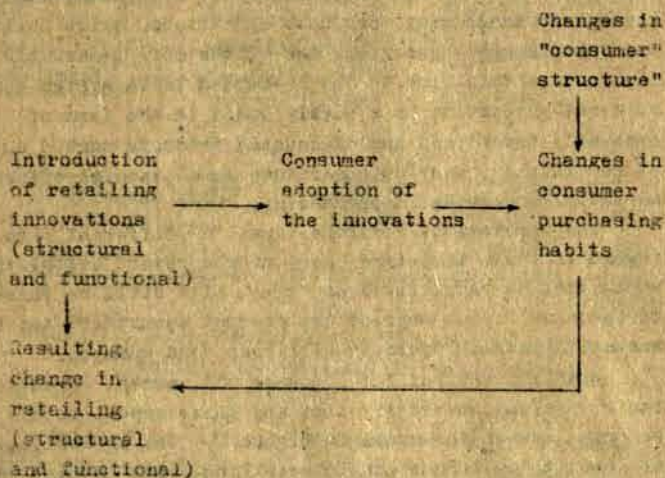 Changes in
"consumer"
structure"
Introduction
of retailing
innovations
(structural
and functional)
Consumer
adoption of
the innovations
Changes in
consumer
purchasing
habits
Resulting
change in
retailing
(structural
and functional)